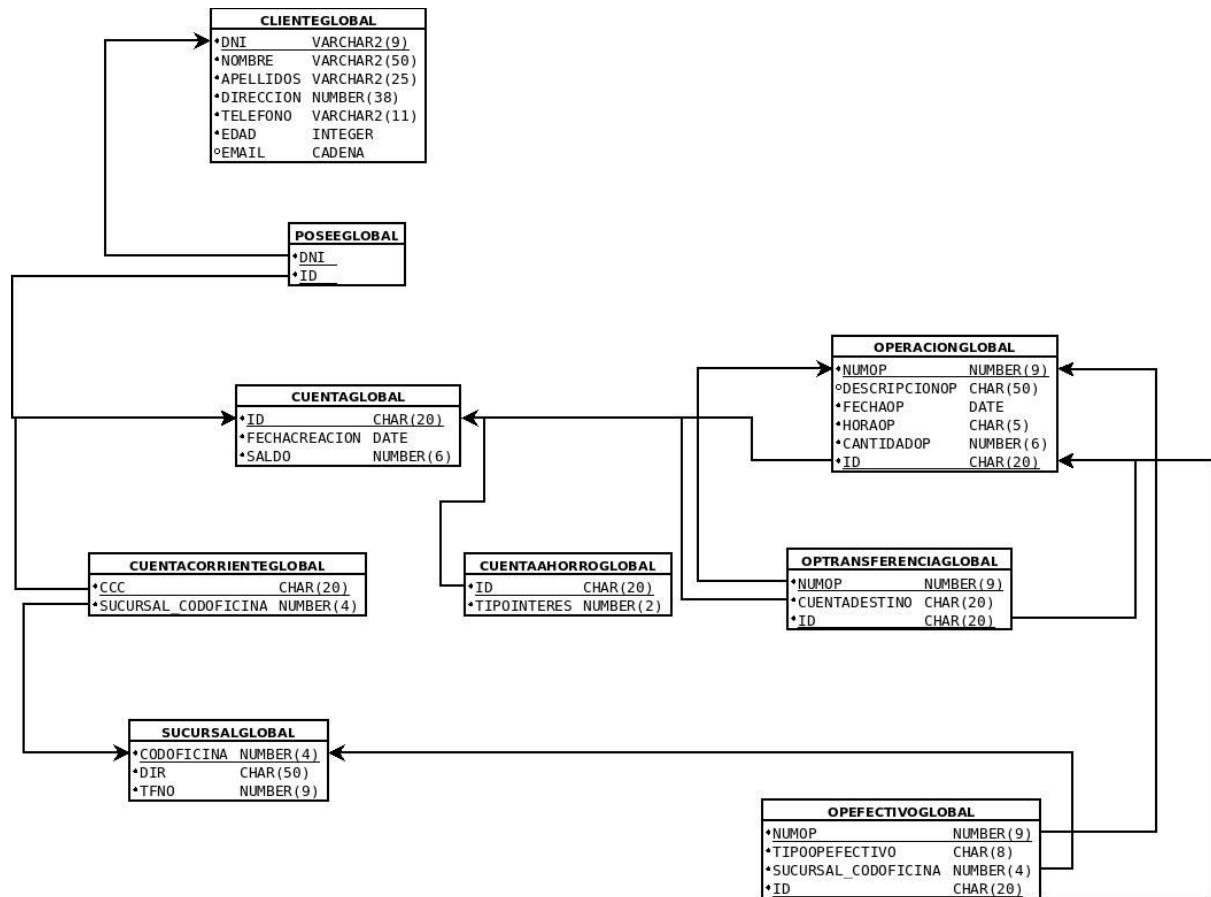 CLIENTEGLOBAL
DNI VARCHAR2(9)
NOMBRE VARCHAR2(50)
APELLIDOS VARCHAR2(25)
DIRECCION NUMBER(38)
TELEFONO VARCHAR2(11)
EDAD INTEGER
EMAIL CADENA
POSEEGLOBAL
DNI
ID
OPERACIONGLOBAL
NUMOP NUMBER(9)
DESCRIPCIONOP CHAR(50)
FECHAOP DATE
HORAOP CHAR(5)
CANTIDADOP NUMBER(6)
ID CHAR(20)
CUENTAGLOBAL
ID CHAR(20)
FECHACREACION DATE
SALDO NUMBER(6)
CUENTACORRIENTEGLOBAL
CCC CHAR(20)
SUCURSAL_CODOFICINA NUMBER(4)
CUENTAAHORROGLOBAL
ID CHAR(20)
TIPOINTERES NUMBER(2)
OPTRANSFERENCIAGLOBAL
NUMOP NUMBER(9)
CUENTADESTINO CHAR(20)
ID CHAR(20)
SUCURSALGLOBAL
CODOFICINA NUMBER(4)
DIR CHAR(50)
TFNO NUMBER(9)
OPEFECTIVOGLOBAL
NUMOP NUMBER(9)
TIPOOPEFECTIVO CHAR(8)
SUCURSAL_CODOFICINA NUMBER(4)
ID CHAR(20)